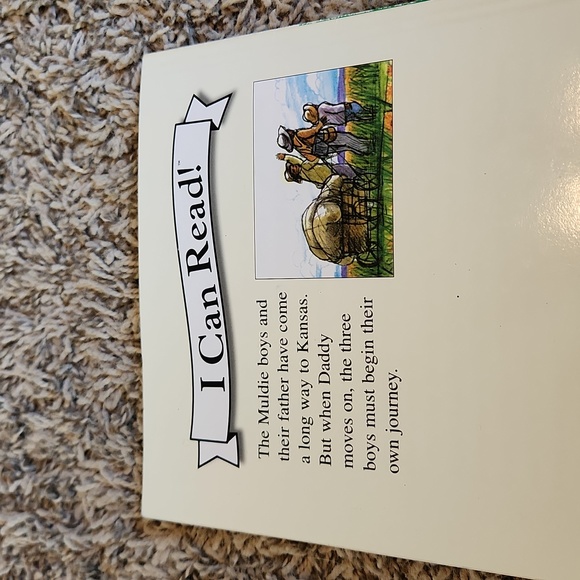 I Can Read!™
The Muldie boys and
their father have come
a long way to Kansas.
But when Daddy
moves on, the three
boys must begin their
own journey.